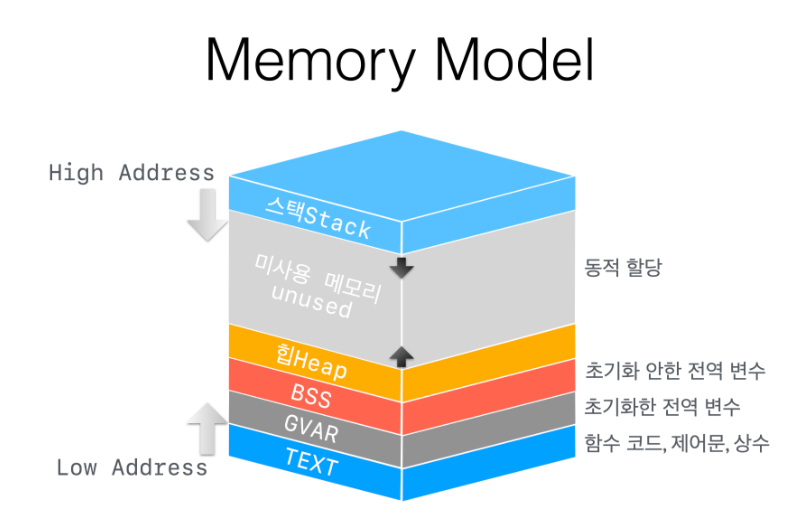 Memory Model
High Address
스택Stack
미사용 메모리
unused
동적 할당
힙Heap
초기화 안한 전역 변수
BSS
초기화한 전역 변수
GVAR
함수 코드, 제어문, 상수
TEXT
Low Address